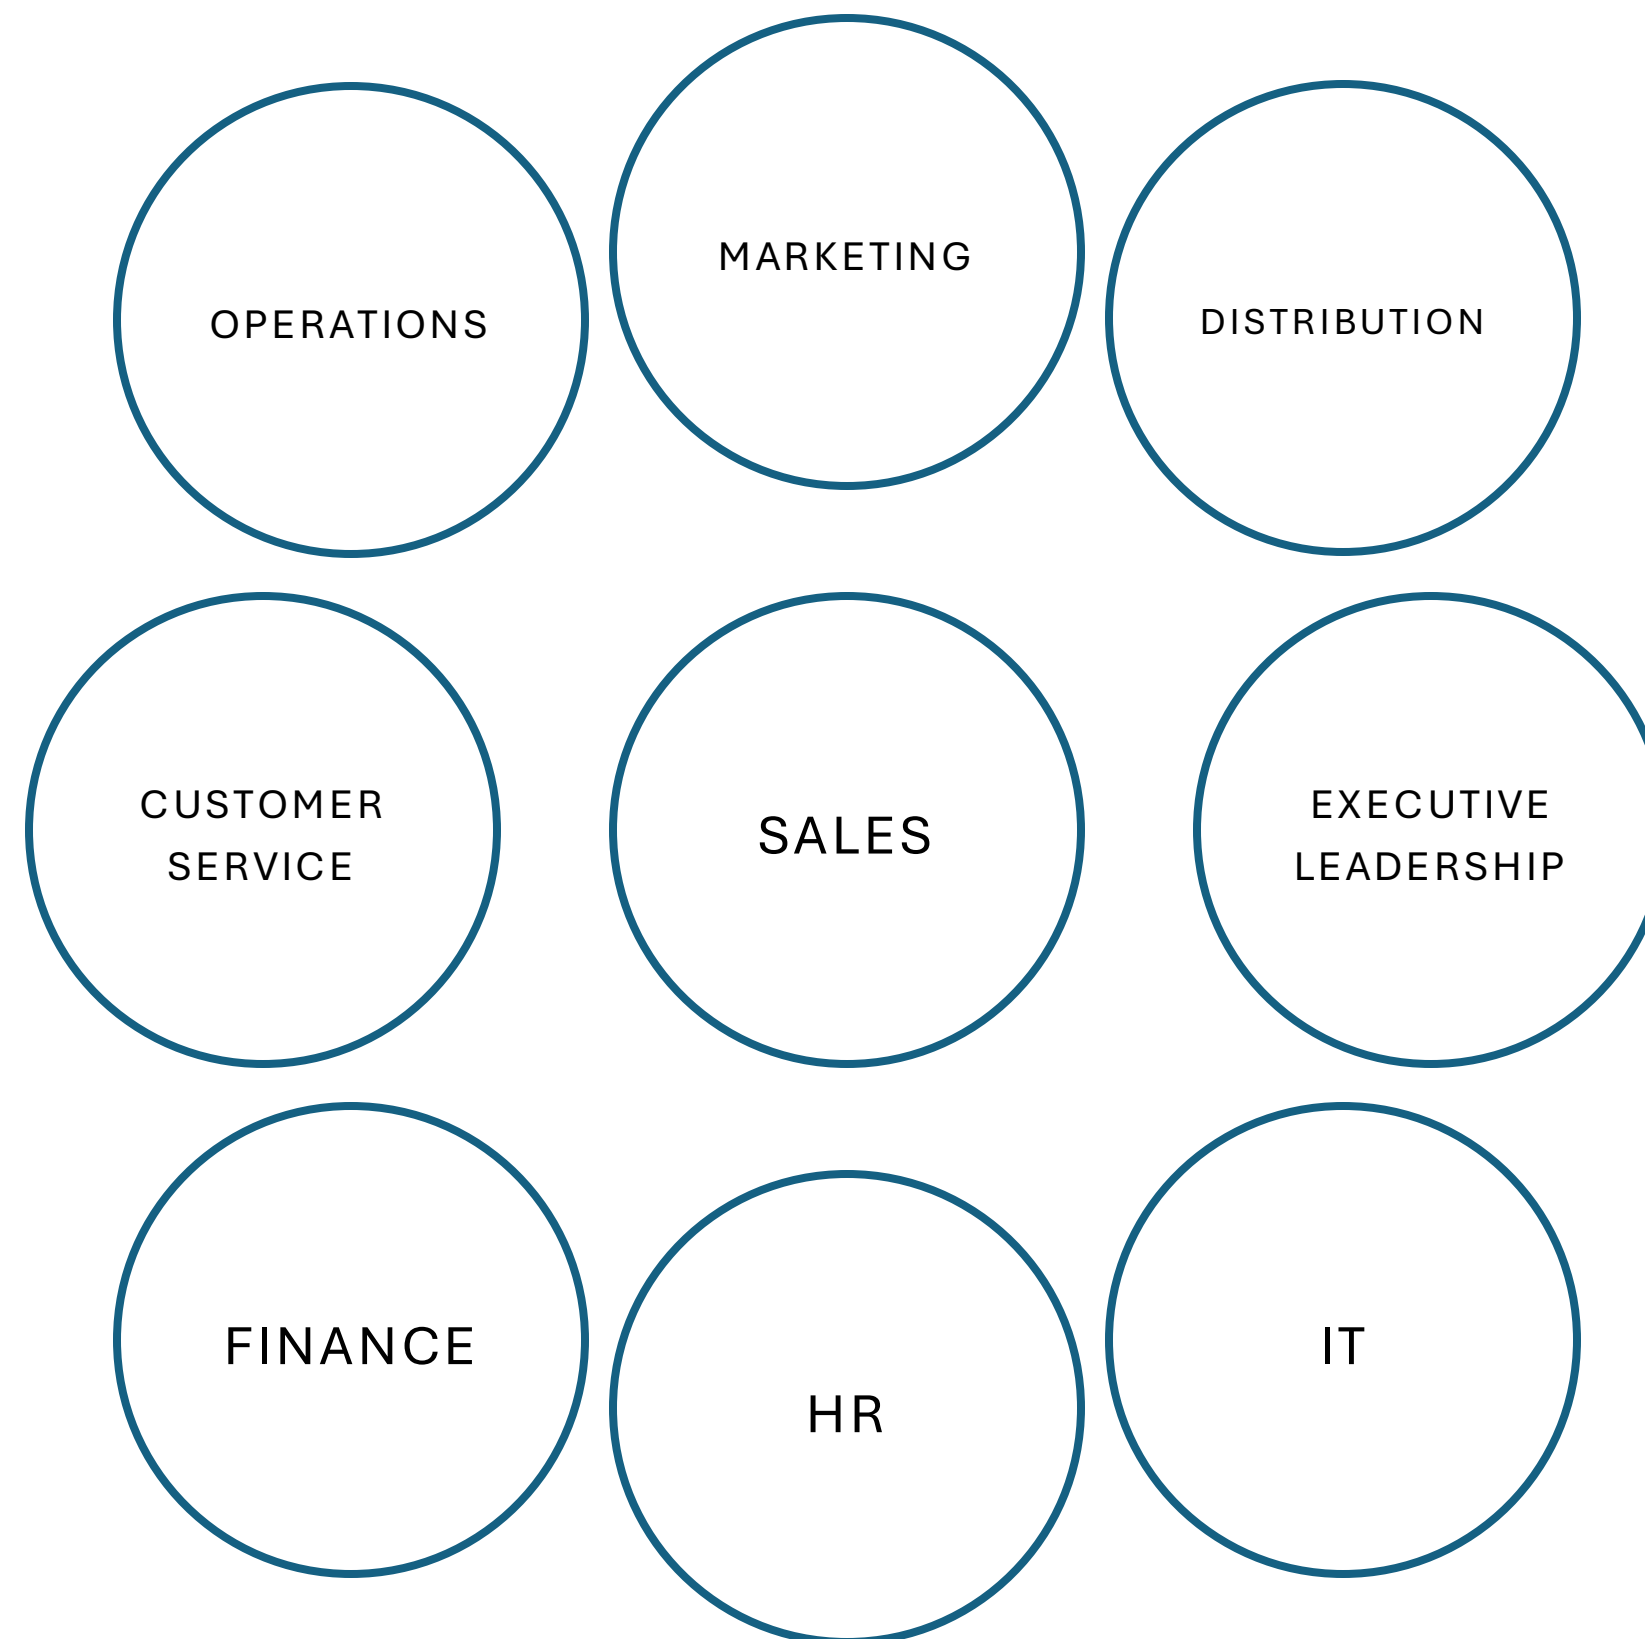 OPERATIONS
MARKETING
DISTRIBUTION
CUSTOMER
SERVICE
SALES
EXECUTIVE
LEADERSHIP
FINANCE
HR
IT